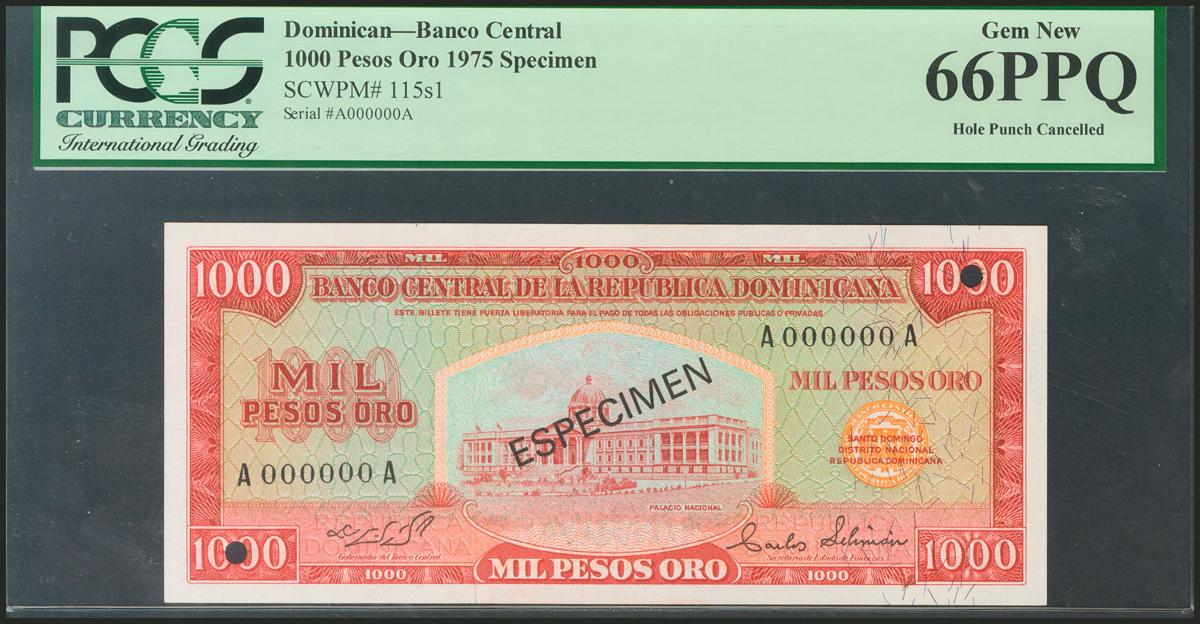 PCGS
CURRENCY
International Grading
Dominican—Banco Central
1000 Pesos Oro 1975 Specimen
SCWPM# 115s1
Serial #A000000A
Gem New
66PPQ
Hole Punch Cancelled
MIL 1000 MIL
1000 1000
BANCO CENTRAL DE LA REPUBLICA DOMINICANA
ESTE BILLETE TIENE FUERZA LIBERATORIA PARA EL PAGO DE TODAS LAS OBLIGACIONES PUBLICAS O PRIVADAS
A 000000 A
1000
MIL
PESOS ORO
MIL PESOS ORO
ESPECIMEN
SANTO DOMINGO
DISTRITO NACIONAL
REPUBLICA DOMINICANA
A 000000 A
PALACIO NACIONAL
Carlos
Gobernador del Banco Central
Secretario de Estado de Finanzas
1000 1000
1000 MIL PESOS ORO 1000